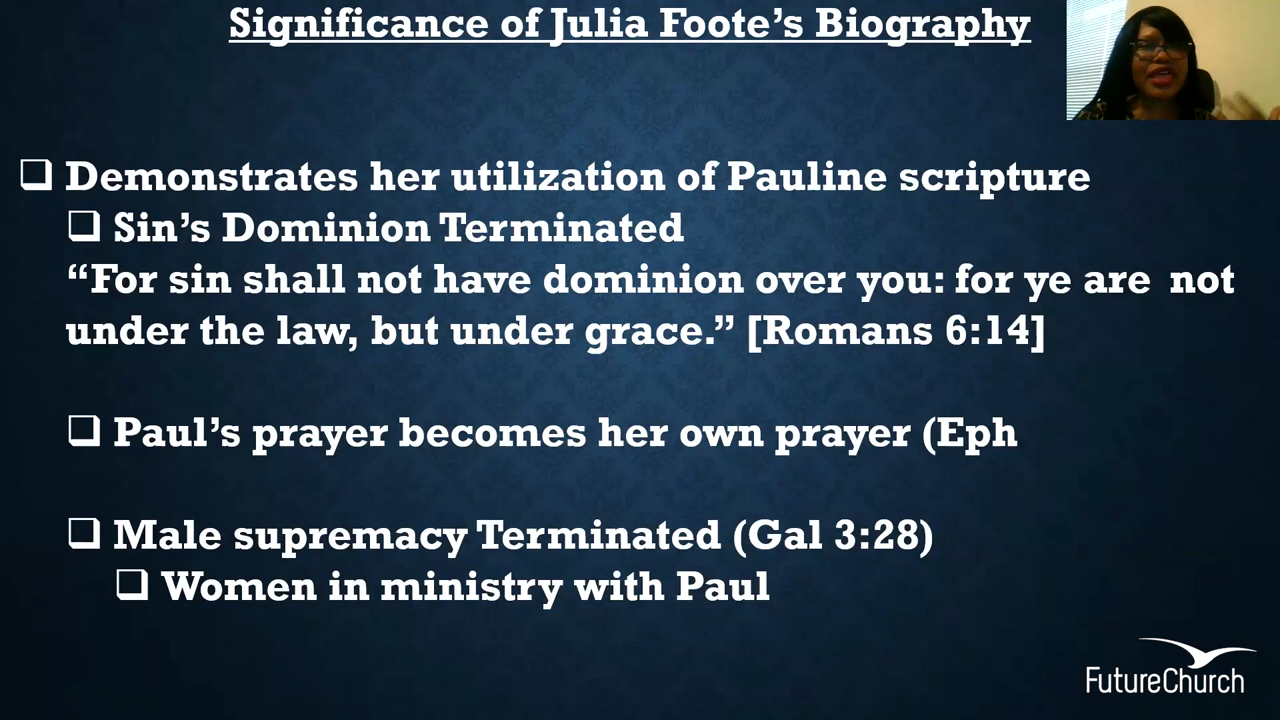 Significance of Julia Foote’s Biography
❑ Demonstrates her utilization of Pauline scripture
❑ Sin’s Dominion Terminated
“For sin shall not have dominion over you: for ye are not
under the law, but under grace.” [Romans 6:14]
❑ Paul’s prayer becomes her own prayer (Eph
❑ Male supremacy Terminated (Gal 3:28)
❑ Women in ministry with Paul
FutureChurch